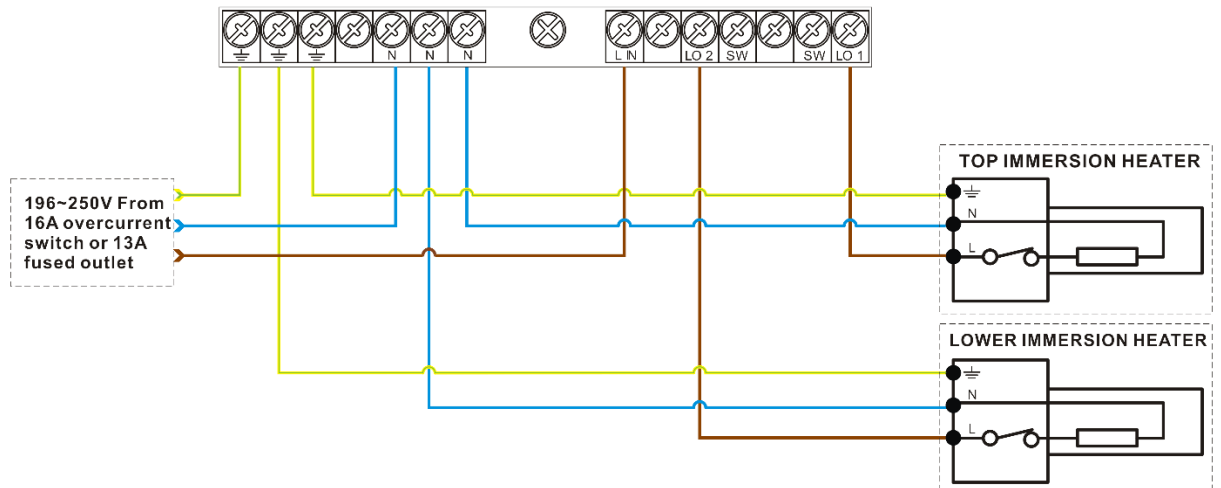 N N N L IN LO 2 SW SW LO 1
196~250V From
16A overcurrent
switch or 13A
fused outlet
TOP IMMERSION HEATER
N
L
LOWER IMMERSION HEATER
N
L